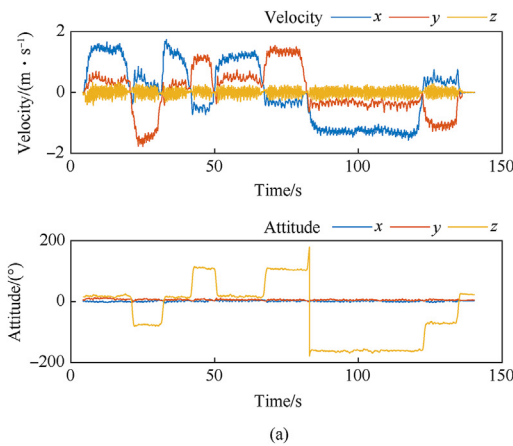 Velocity x y z
2
0
−2
Velocity/(m · s⁻¹)
0 50 100 150
Time/s
Attitude x y z
200
0
−200
Attitude/(°)
0 50 100 150
Time/s
(a)